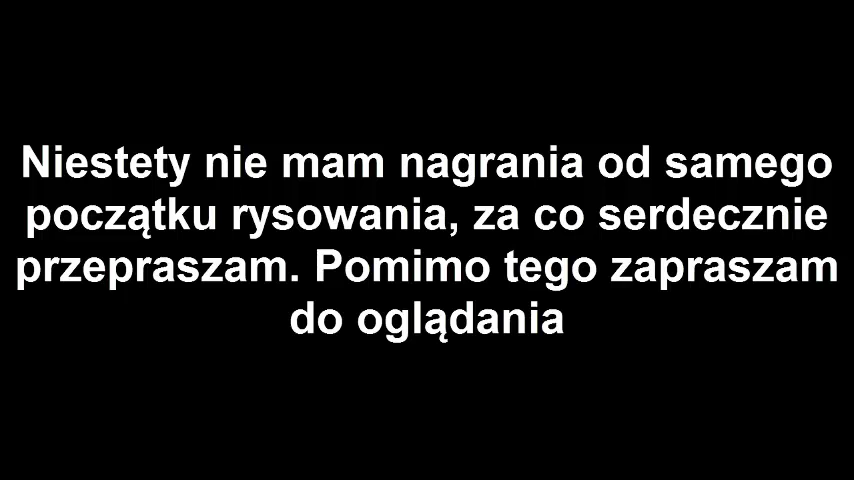 Niestety nie mam nagrania od samego
początku rysowania, za co serdecznie
przepraszam. Pomimo tego zapraszam
do oglądania